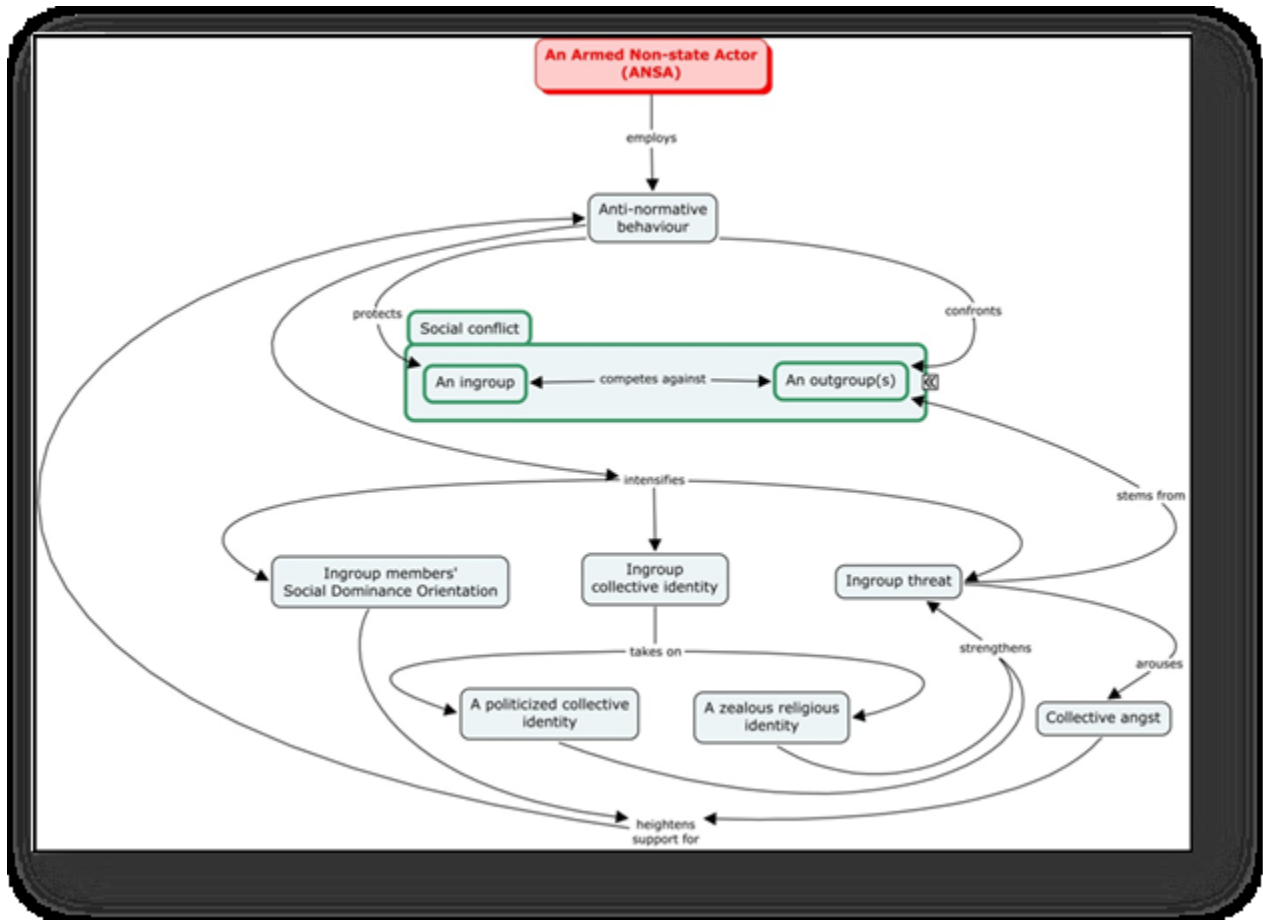 An Armed Non-state Actor
(ANSA)
employs
Anti-normative
behaviour
protects
confronts
Social conflict
An ingroup
competes against
An outgroup(s)
intensifies
stems from
Ingroup members'
Social Dominance Orientation
Ingroup
collective identity
Ingroup threat
takes on
strengthens
arouses
A politicized collective
identity
A zealous religious
identity
Collective angst
heightens
support for